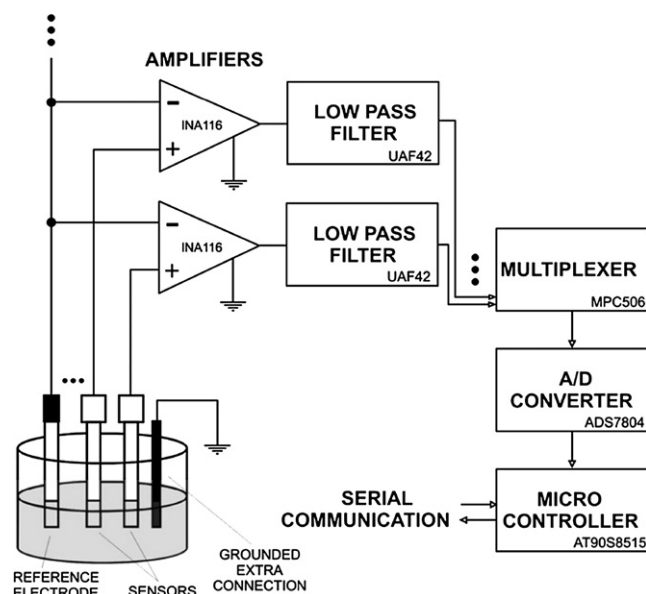 AMPLIFIERS
−
INA116
+
LOW PASS
FILTER
UAF42
−
INA116
+
LOW PASS
FILTER
UAF42
MULTIPLEXER
MPC506
A/D
CONVERTER
ADS7804
MICRO
CONTROLLER
AT90S8515
SERIAL
COMMUNICATION
GROUNDED
EXTRA
CONNECTION
REFERENCE
ELECTRODE
SENSORS